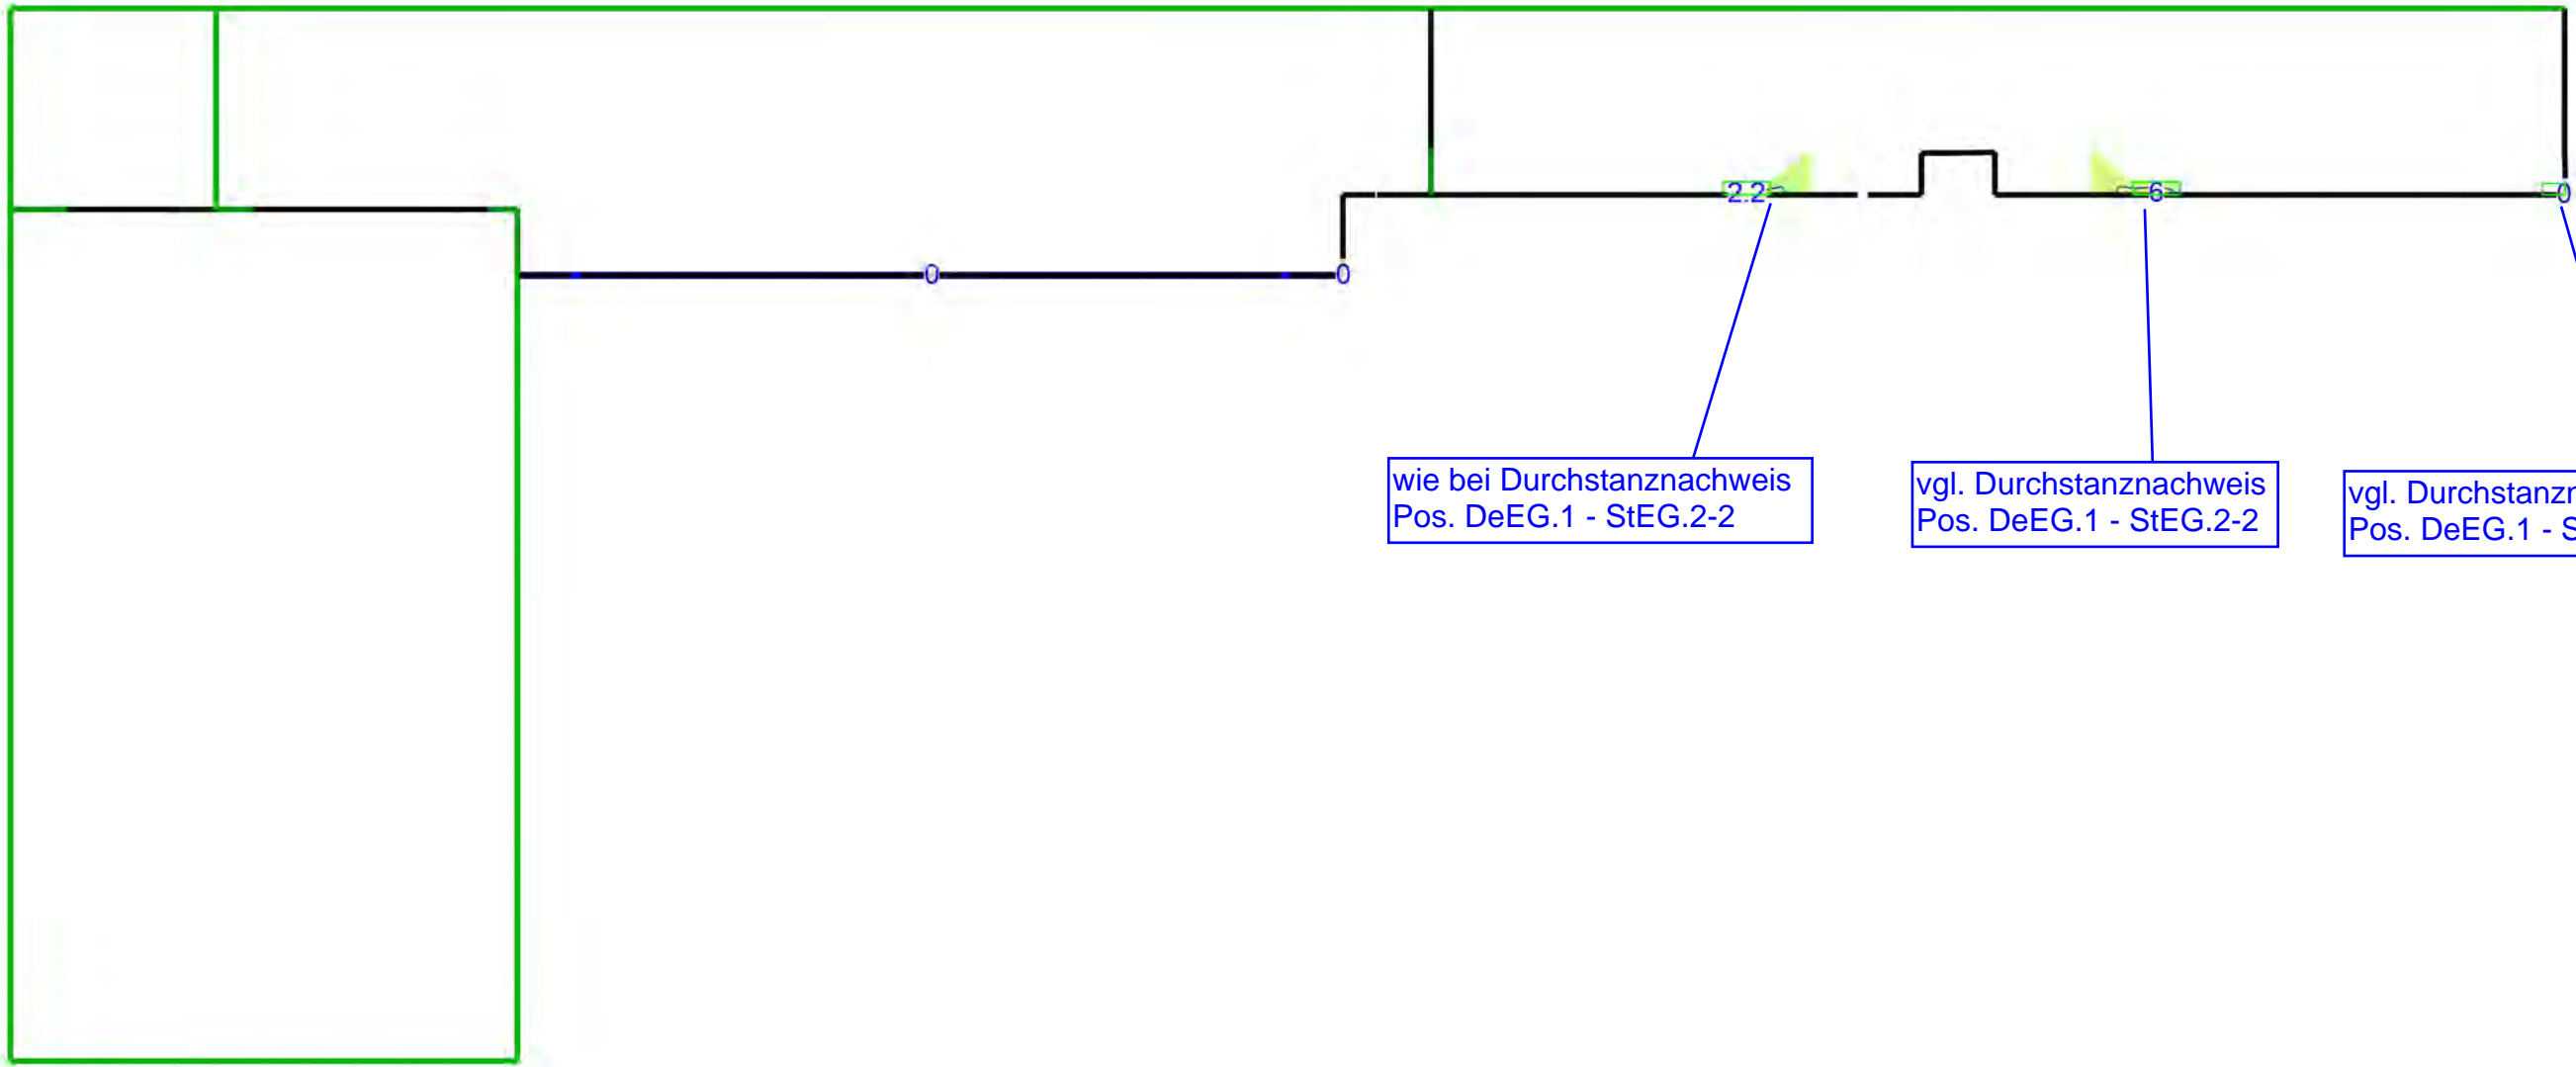 2.2
6
0
0
0
wie bei Durchstanznachweis
Pos. DeEG.1 - StEG.2-2
vgl. Durchstanznachweis
Pos. DeEG.1 - StEG.2-2
vgl.
Pos. DeEG.1 -